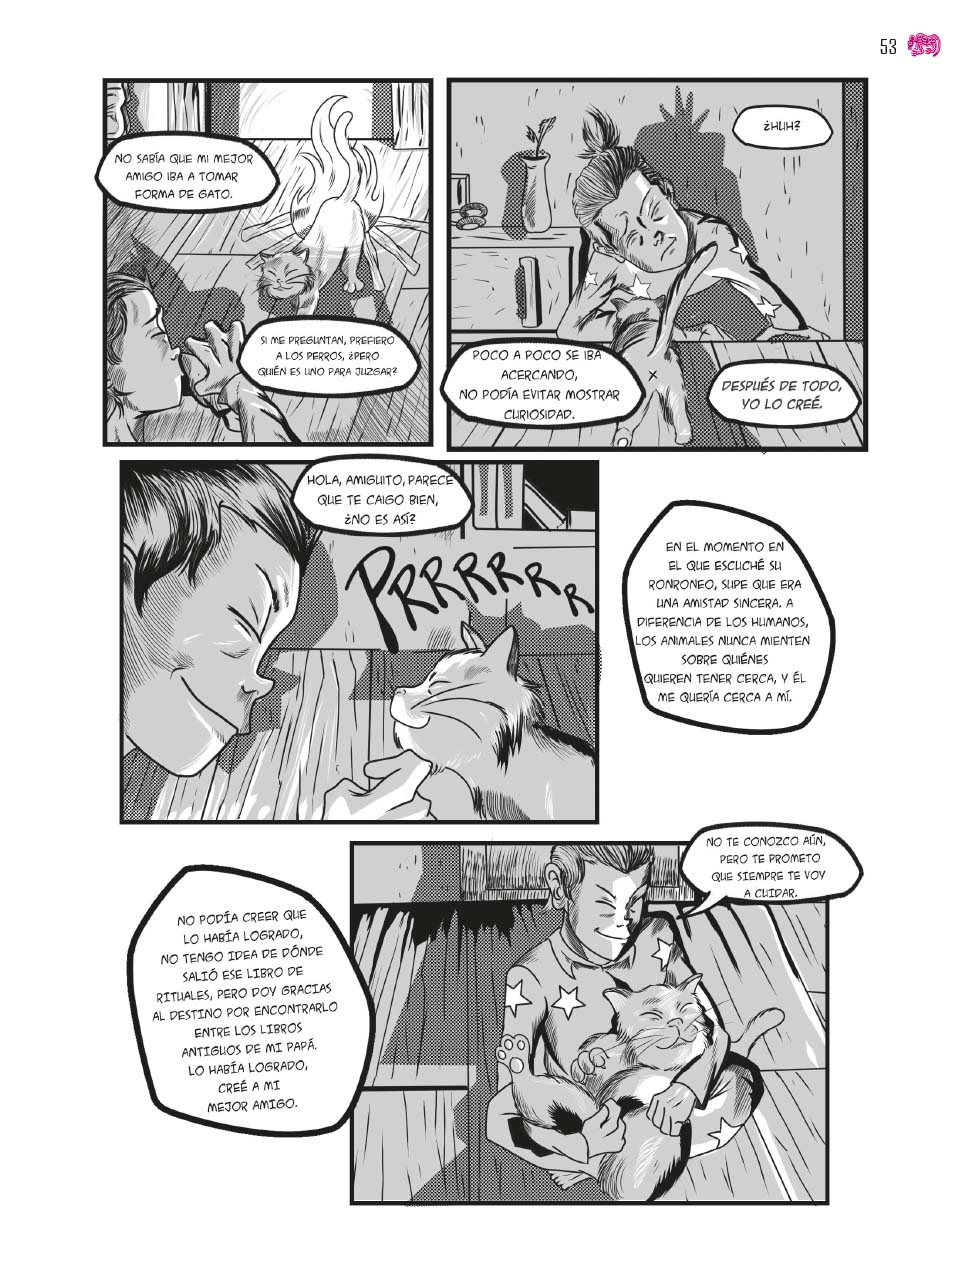 53
NO SABÍA QUE MI MEJOR
AMIGO IBA A TOMAR
FORMA DE GATO.
SI ME PREGUNTAN, PREFIERO
A LOS PERROS, ¿PERO
QUIÉN ES UNO PARA JUZGAR?
¿HUH?
POCO A POCO SE IBA
ACERCANDO,
NO PODÍA EVITAR MOSTRAR
CURIOSIDAD.
DESPUÉS DE TODO,
YO LO CREÉ.
HOLA, AMIGUITO, PARECE
QUE TE CAIGO BIEN,
¿NO ES ASÍ?
PRRRRRRR
EN EL MOMENTO EN
EL QUE ESCUCHÉ SU
RONRONEO, SUPE QUE ERA
UNA AMISTAD SINCERA. A
DIFERENCIA DE LOS HUMANOS,
LOS ANIMALES NUNCA MIENTEN
SOBRE QUIÉNES
QUIEREN TENER CERCA, Y ÉL
ME QUERÍA CERCA A MÍ.
NO TE CONOZCO AÚN,
PERO TE PROMETO
QUE SIEMPRE TE VOY
A CUIDAR.
NO PODÍA CREER QUE
LO HABÍA LOGRADO,
NO TENGO IDEA DE DÓNDE
SALIÓ ESE LIBRO DE
RITUALES, PERO DOY GRACIAS
AL DESTINO POR ENCONTRARLO
ENTRE LOS LIBROS
ANTIGUOS DE MI PAPÁ.
LO HABÍA LOGRADO,
CREÉ A MI
MEJOR AMIGO.